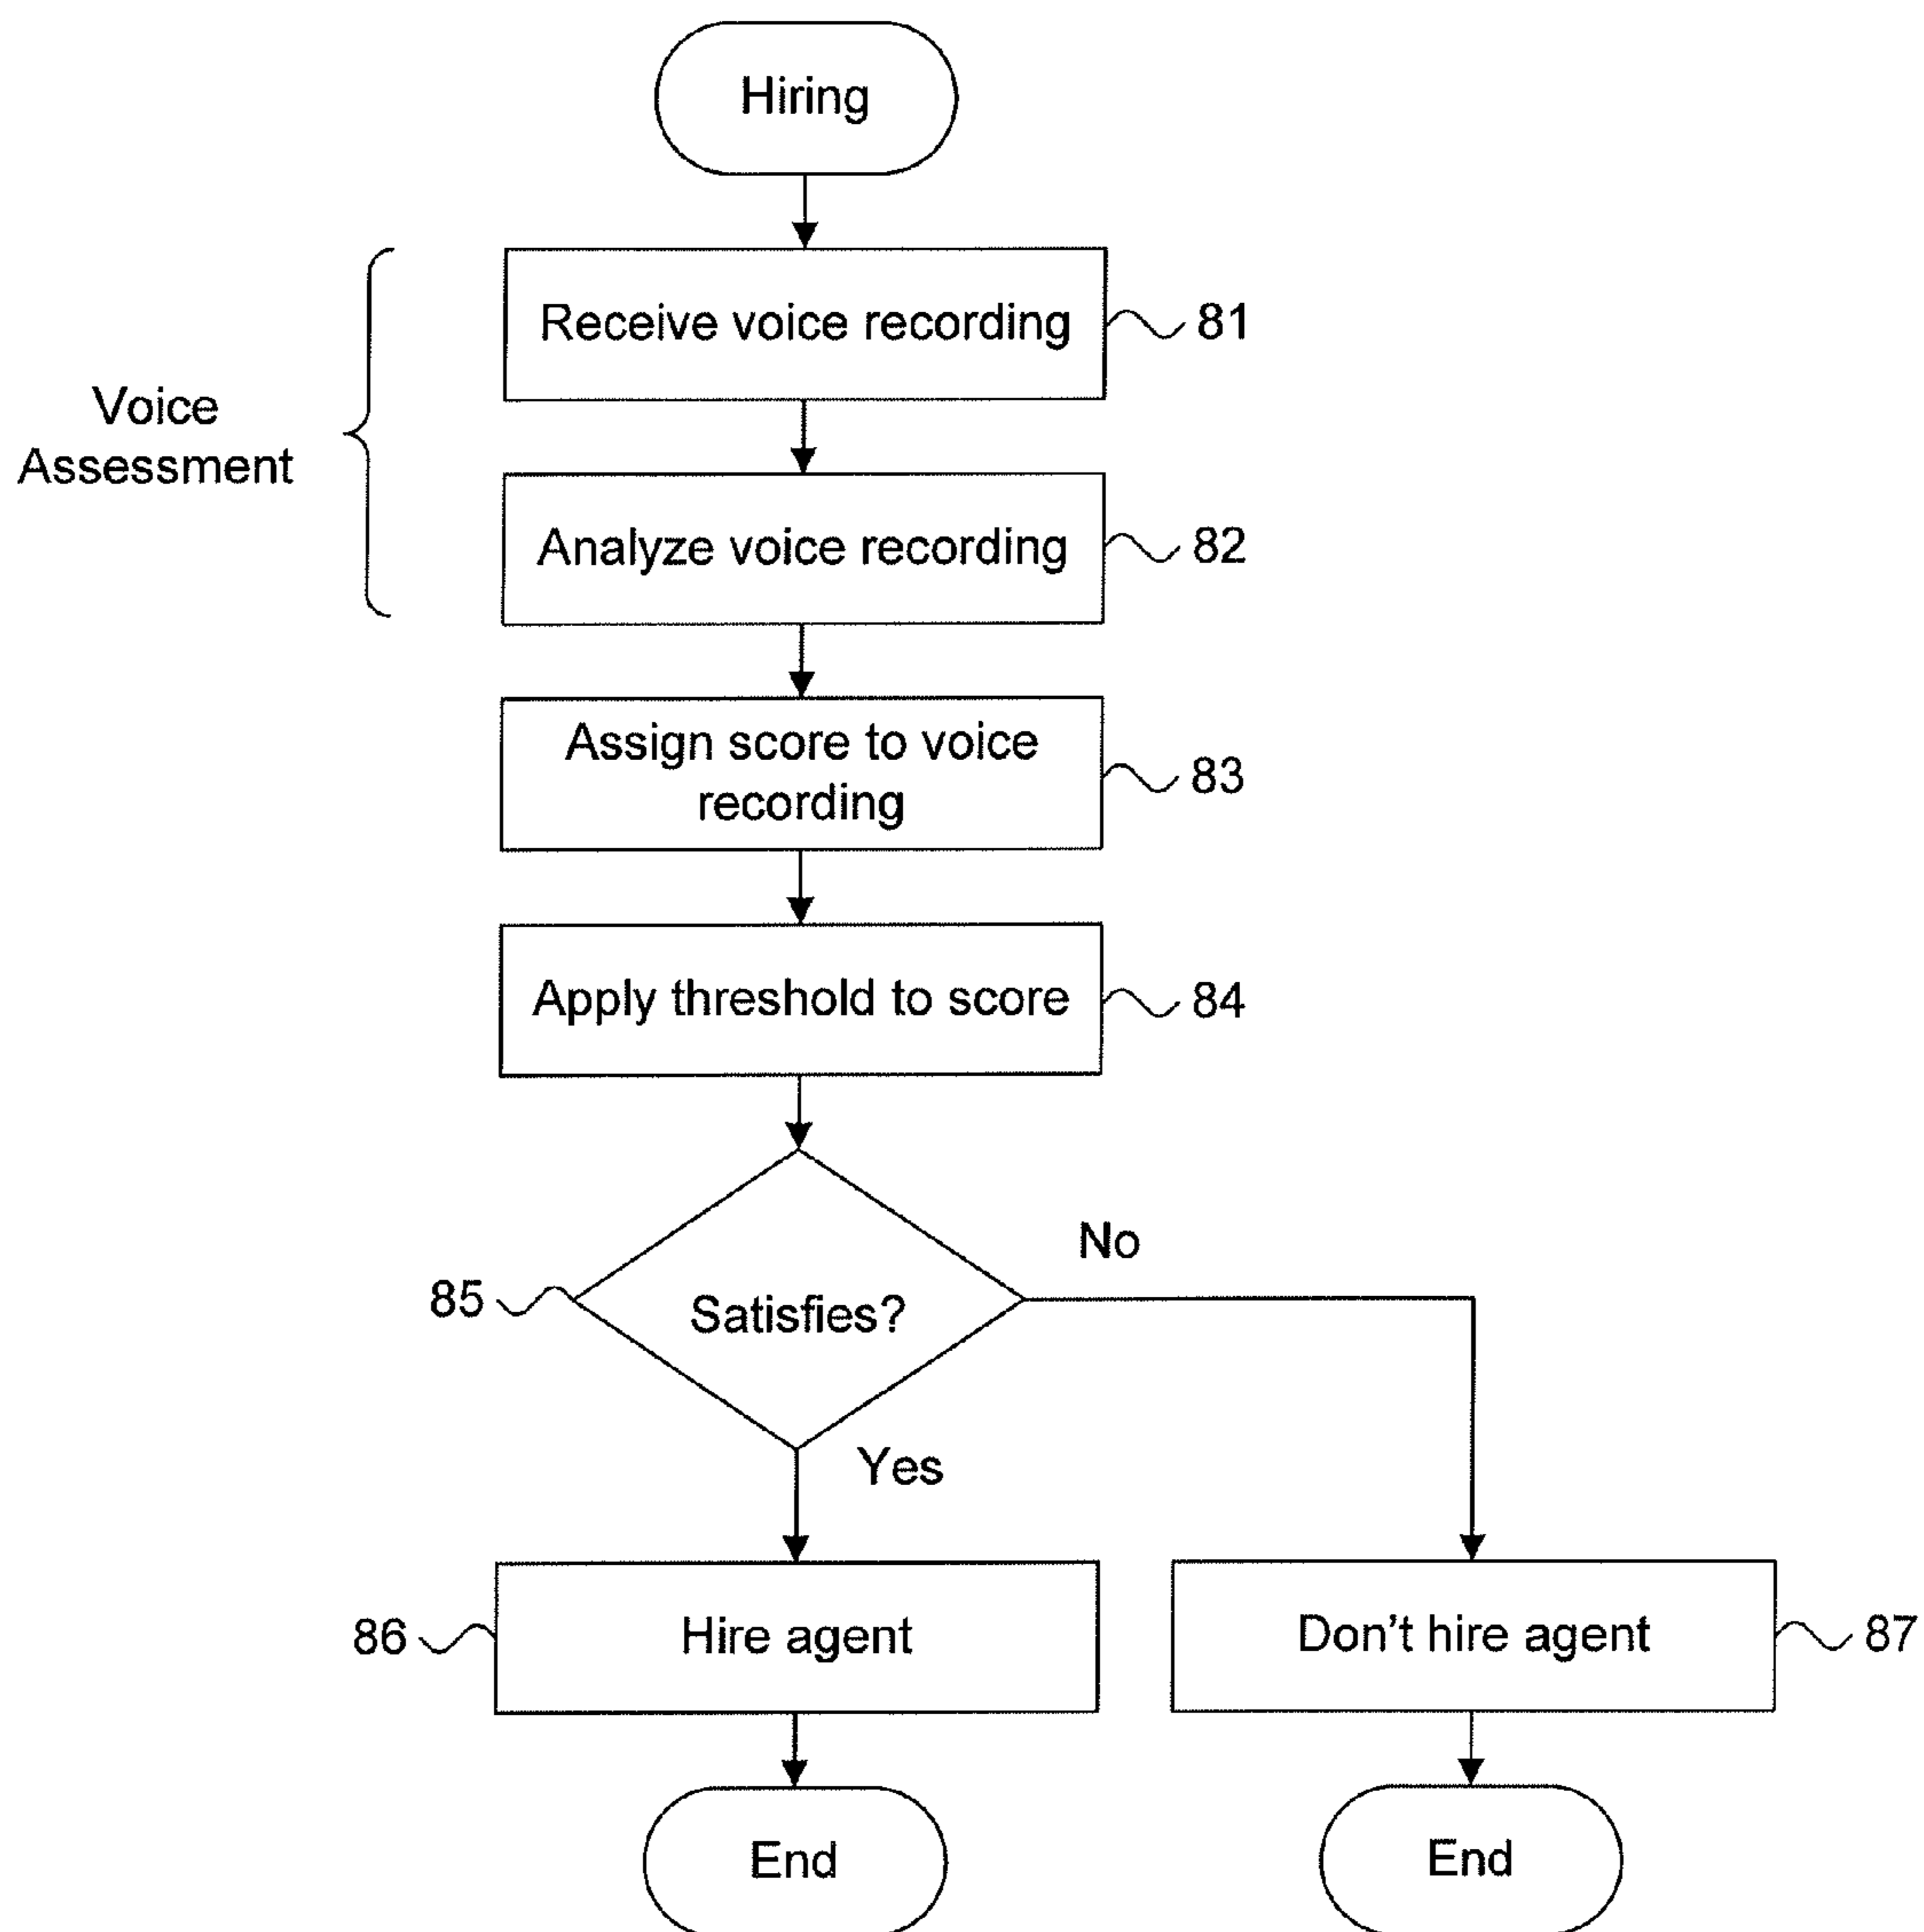 Hiring
Receive voice recording
81
Voice
Assessment
Analyze voice recording
82
Assign score to voice
recording
83
Apply threshold to score
84
No
85
Satisfies?
Yes
86
Hire agent
Don't hire agent
87
End
End